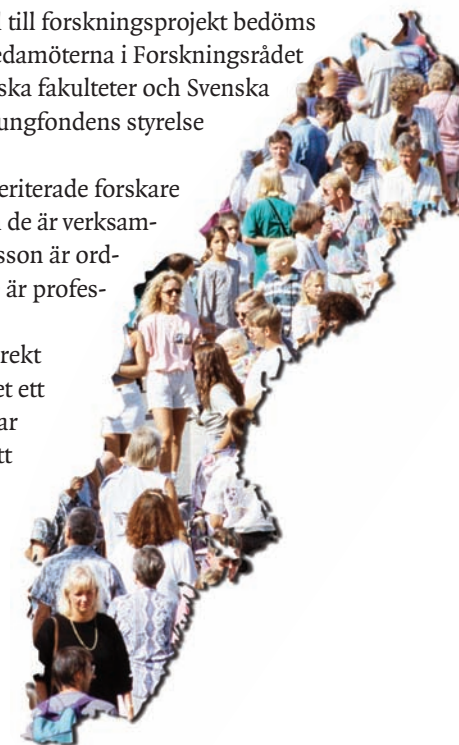 till forskningsprojekt bedöms
edamöterna i Forskningsrådet
ska fakulteter och Svenska
ungfondens styrelse
eriterade forskare
de är verksam-
sson är ord-
är profes-
rekt
et ett
ar
tt